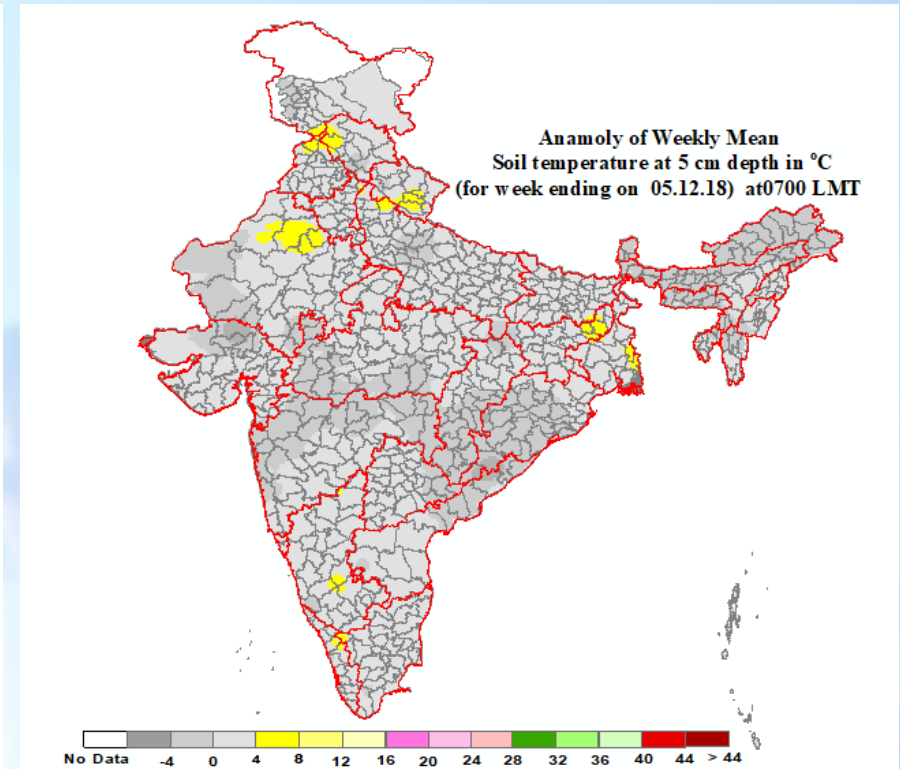 Anamoly of Weekly Mean
Soil temperature at 5 cm depth in °C
(for week ending on 05.12.18) at0700 LMT
No Data -4 0 4 8 12 16 20 24 28 32 36 40 44 > 44